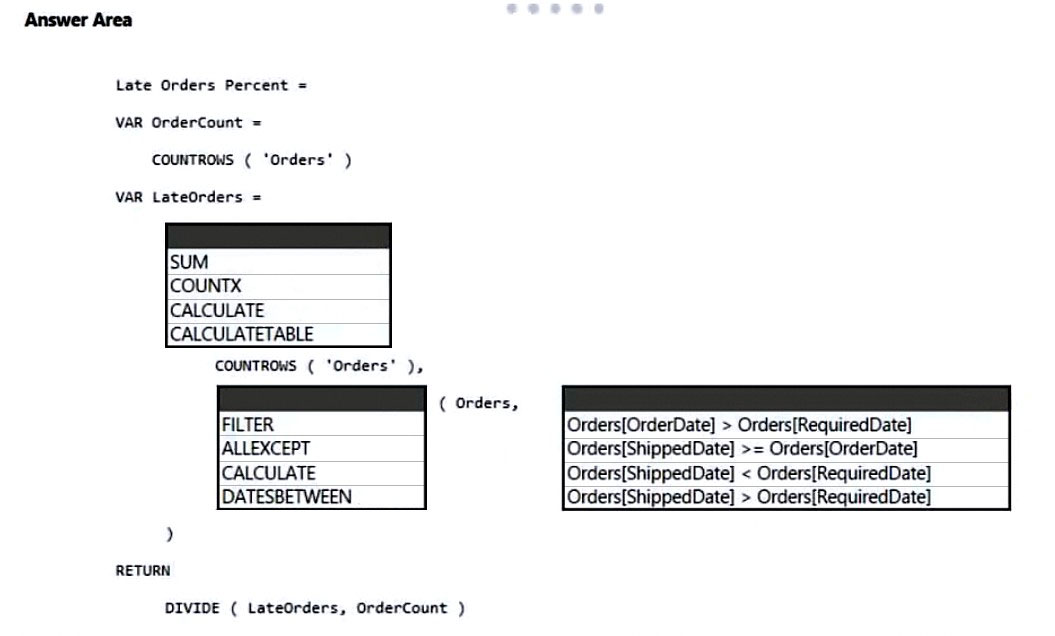 Answer Area
Late Orders Percent =
VAR OrderCount =
COUNTROWS ( 'Orders' )
VAR LateOrders =
SUM
COUNTX
CALCULATE
CALCULATETABLE
COUNTROWS ( 'Orders' ),
( Orders,
FILTER
ALLEXCEPT
CALCULATE
DATESBETWEEN
Orders[OrderDate] > Orders[RequiredDate]
Orders[ShippedDate] >= Orders[OrderDate]
Orders[ShippedDate] < Orders[RequiredDate]
Orders[ShippedDate] > Orders[RequiredDate]
)
RETURN
DIVIDE ( LateOrders, OrderCount )